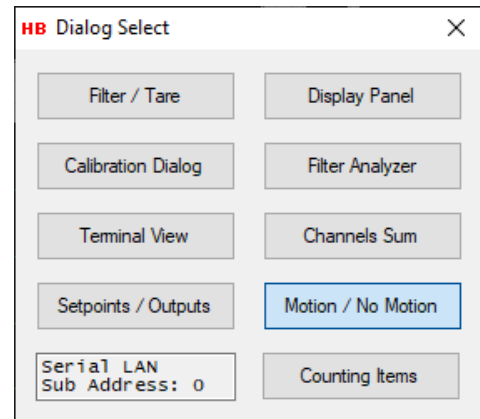 HB Dialog Select
Filter / Tare
Display Panel
Calibration Dialog
Filter Analyzer
Terminal View
Channels Sum
Setpoints / Outputs
Motion / No Motion
Serial LAN
Sub Address: 0
Counting Items